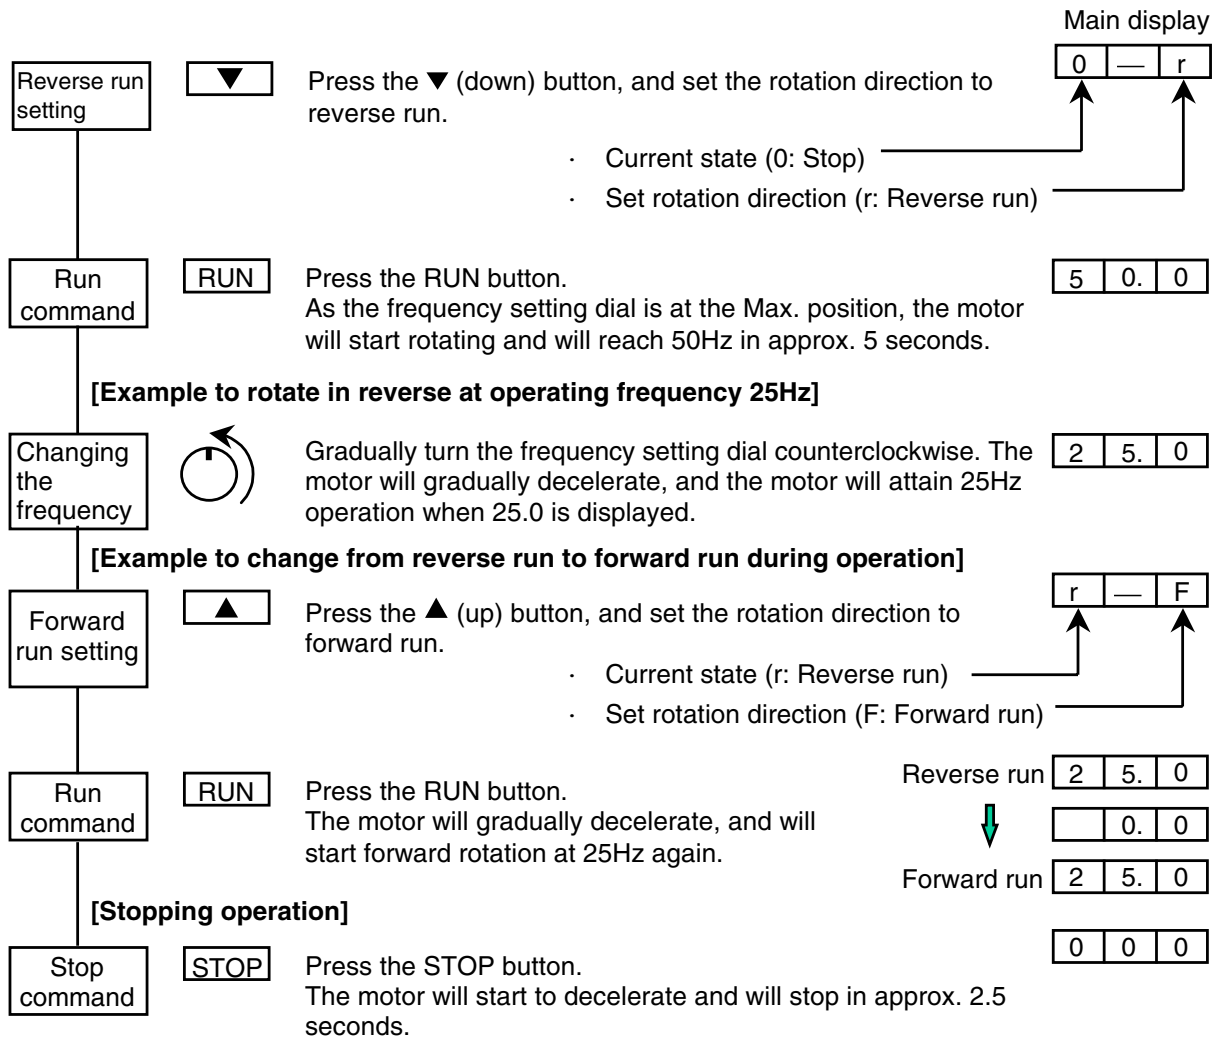 Main display
Reverse run
setting
▼
Press the ▼ (down) button, and set the rotation direction to
reverse run.
0 — r
· Current state (0: Stop)
· Set rotation direction (r: Reverse run)
Run
command
RUN
Press the RUN button.
As the frequency setting dial is at the Max. position, the motor
will start rotating and will reach 50Hz in approx. 5 seconds.
5 0. 0
[Example to rotate in reverse at operating frequency 25Hz]
Changing
the
frequency
Gradually turn the frequency setting dial counterclockwise. The
motor will gradually decelerate, and the motor will attain 25Hz
operation when 25.0 is displayed.
2 5. 0
[Example to change from reverse run to forward run during operation]
Forward
run setting
▲
Press the ▲ (up) button, and set the rotation direction to
forward run.
r — F
· Current state (r: Reverse run)
· Set rotation direction (F: Forward run)
Run
command
RUN
Press the RUN button.
The motor will gradually decelerate, and will
start forward rotation at 25Hz again.
Reverse run 2 5. 0
0. 0
Forward run 2 5. 0
[Stopping operation]
Stop
command
STOP
Press the STOP button.
The motor will start to decelerate and will stop in approx. 2.5
seconds.
0 0 0